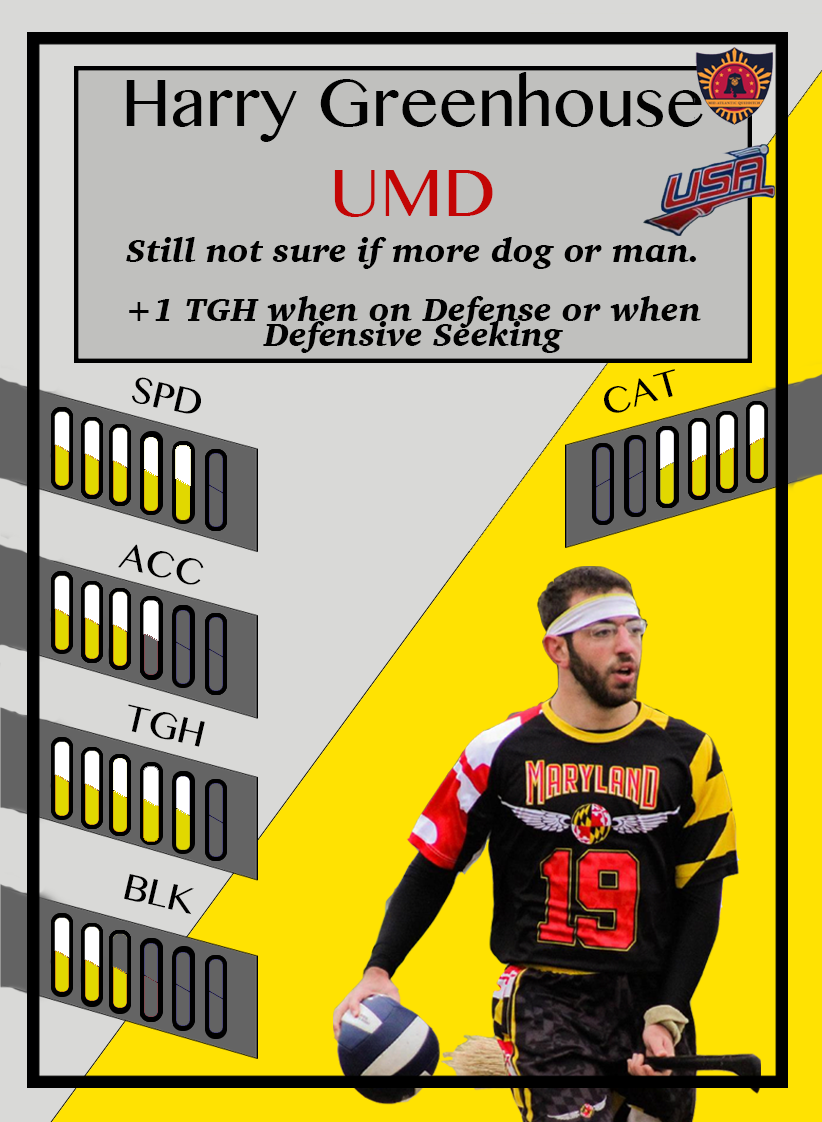 Harry Greenhouse
UMD
USA
Still not sure if more dog or man.
+1 TGH when on Defense or when
Defensive Seeking
SPD
CAT
ACC
TGH
BLK
MARYLAND
19